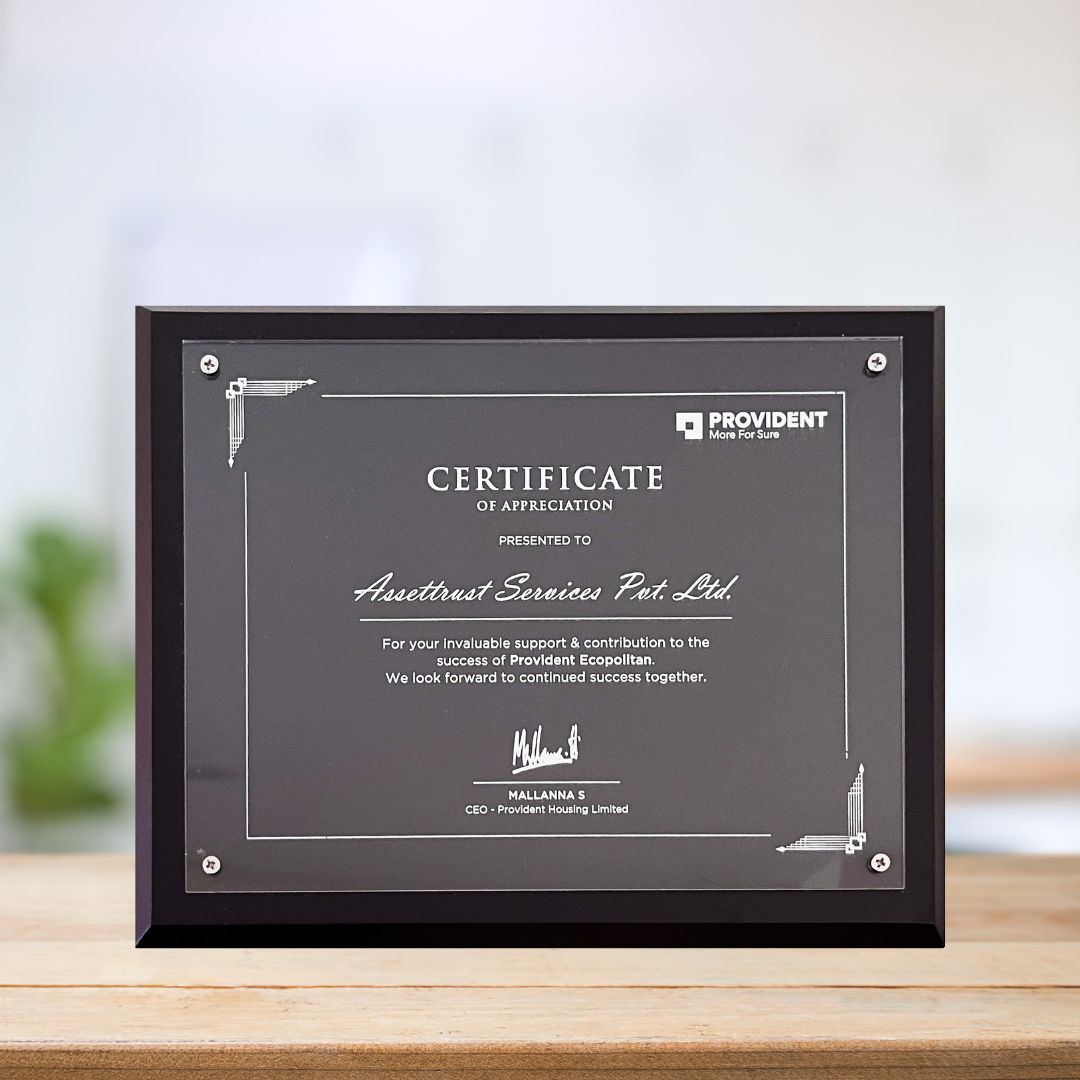 PROVIDENT
More For Sure
CERTIFICATE
OF APPRECIATION
PRESENTED TO
Assettrust Services Pvt. Ltd.
For your invaluable support & contribution to the
success of Provident Ecopolitan.
We look forward to continued success together.
Mallanna.S
MALLANNA S
CEO - Provident Housing Limited